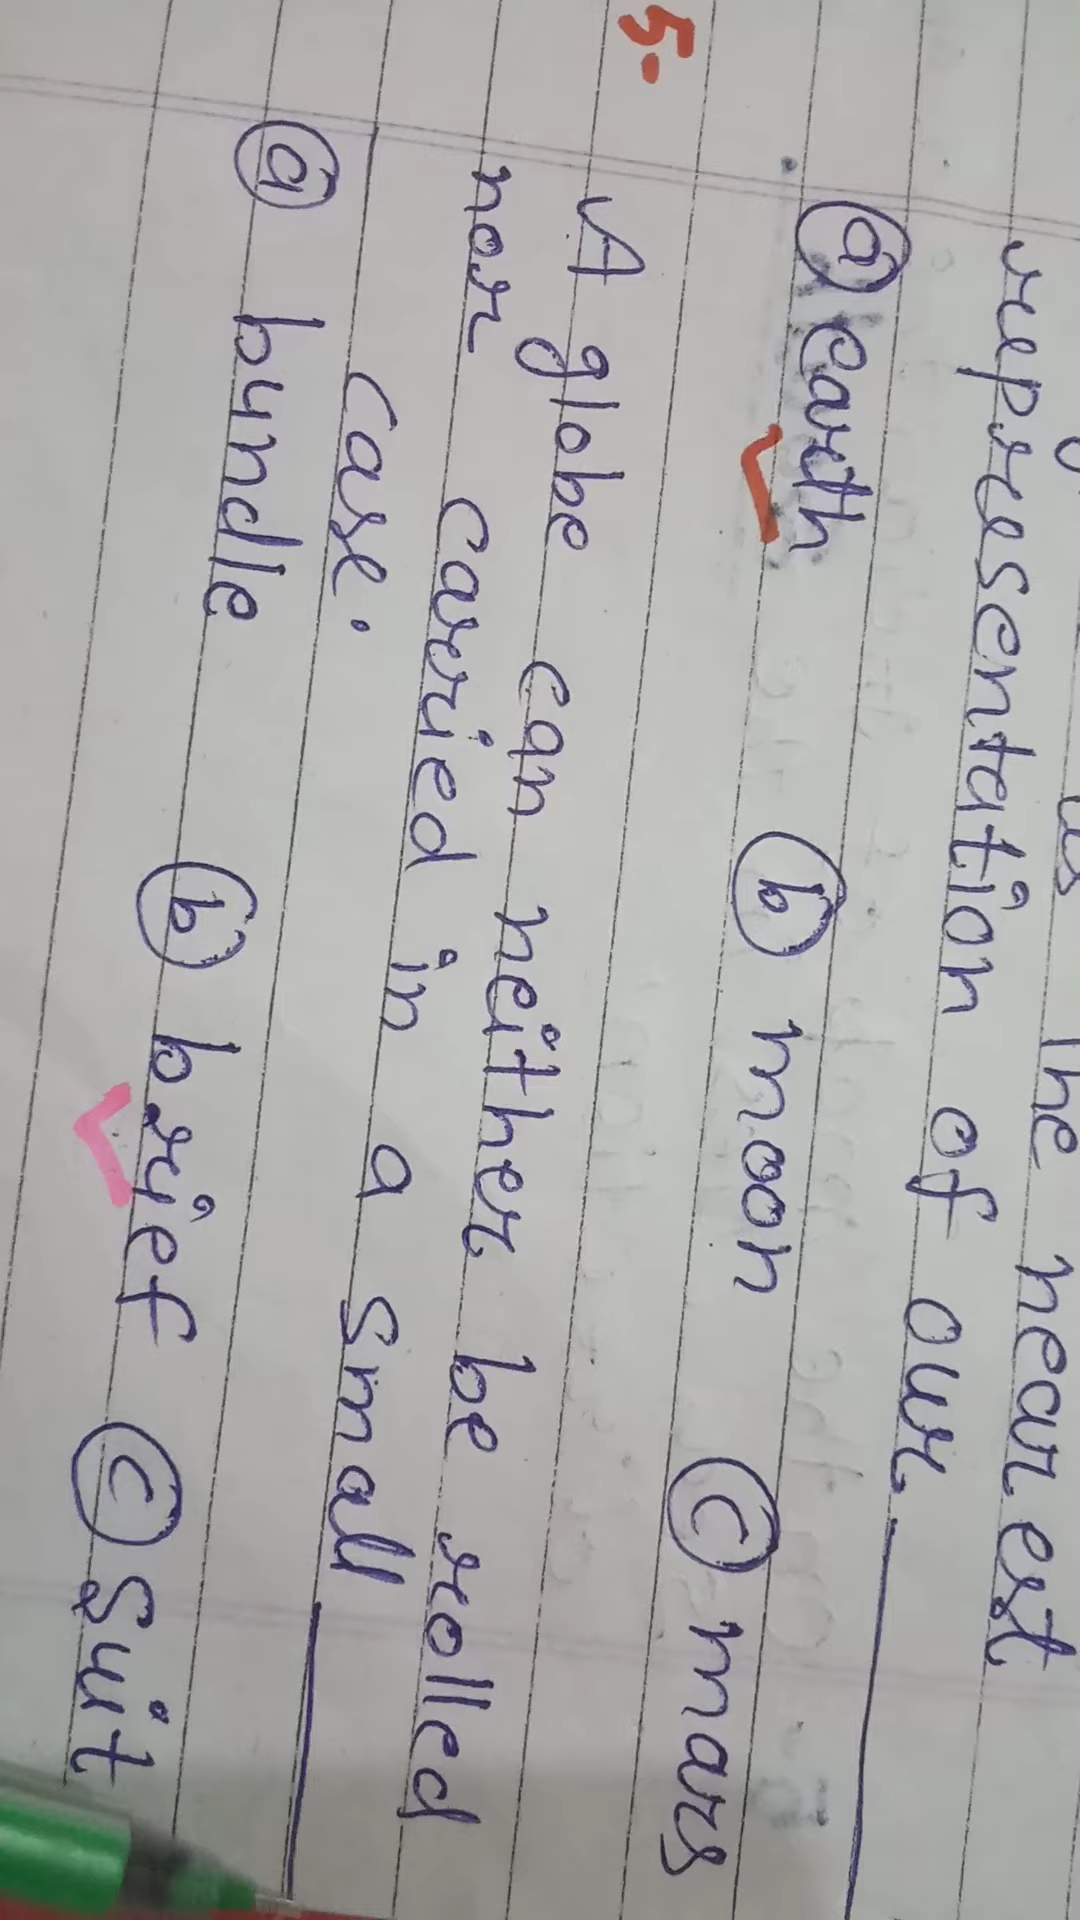 is the nearest
representation of our
ⓐ earth ⓑ moon ⓒ mars
5- A globe can neither be rolled
nor carried in a small
case.
ⓐ bundle ⓑ brief ⓒ Suit